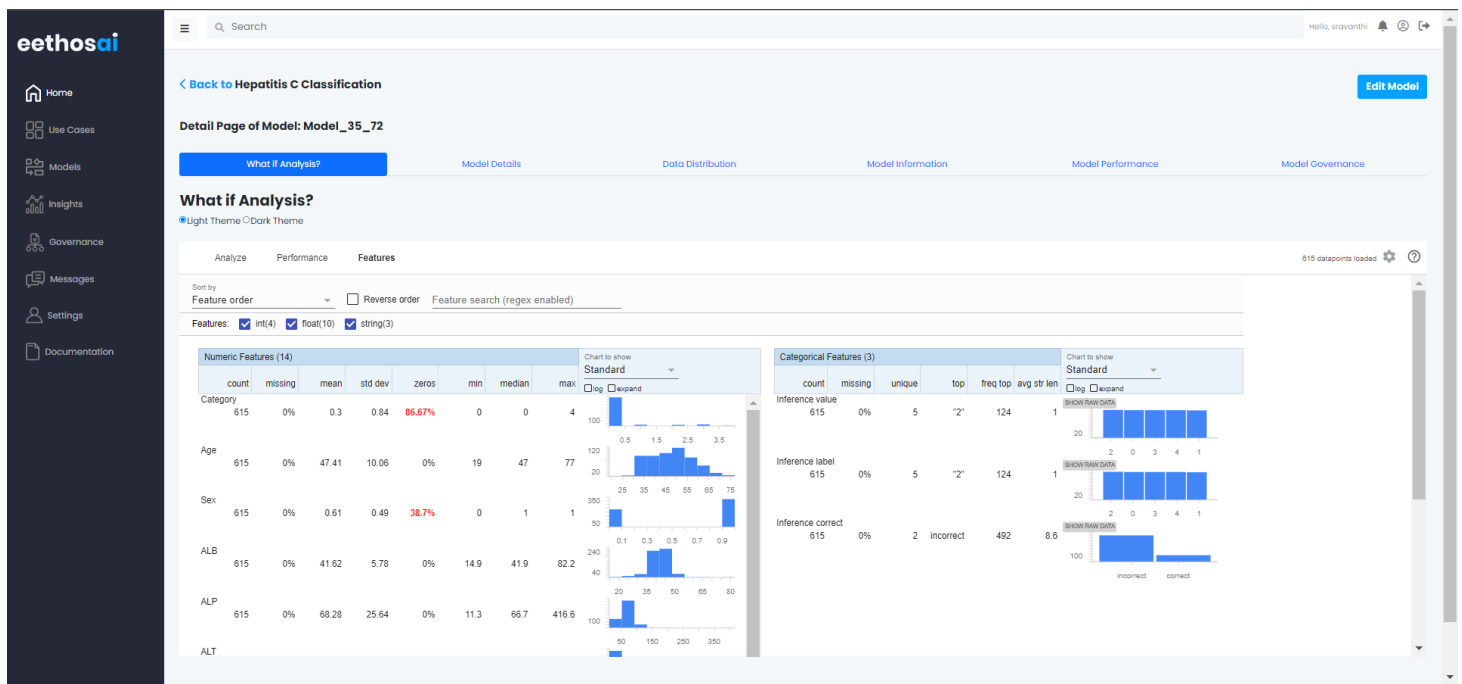 eethosai
Search
Hello, sravanthi
Home
Use Cases
Models
Insights
Governance
Messages
Settings
Documentation
Back to Hepatitis C Classification
Edit Model
Detail Page of Model: Model_35_72
What if Analysis? Model Details Data Distribution Model Information Model Performance Model Governance
What if Analysis?
Light Theme Dark Theme
Analyze Performance Features 615 datapoints loaded
Sort by
Feature order Reverse order Feature search (regex enabled)
Features: int(4) float(10) string(3)
Numeric Features (14) Chart to show
Standard
log expand
count missing mean std dev zeros min median max
Category
615 0% 0.3 0.84 86.67% 0 0 4
100
0.5 1.5 2.5 3.5
Age
615 0% 47.41 10.06 0% 19 47 77
120
20
25 35 45 55 65 75
Sex
615 0% 0.61 0.49 38.7% 0 1 1
350
50
0.1 0.3 0.5 0.7 0.9
ALB
615 0% 41.62 5.78 0% 14.9 41.9 82.2
240
40
20 35 50 65 80
ALP
615 0% 68.28 25.64 0% 11.3 66.7 416.6
100
50 150 250 350
ALT
Categorical Features (3) Chart to show
Standard
log expand
count missing unique top freq top avg str len
Inference value
615 0% 5 "2" 124 1
SHOW RAW DATA
20
2 0 3 4 1
Inference label
615 0% 5 "2" 124 1
SHOW RAW DATA
20
2 0 3 4 1
Inference correct
615 0% 2 incorrect 492 8.6
SHOW RAW DATA
100
incorrect correct